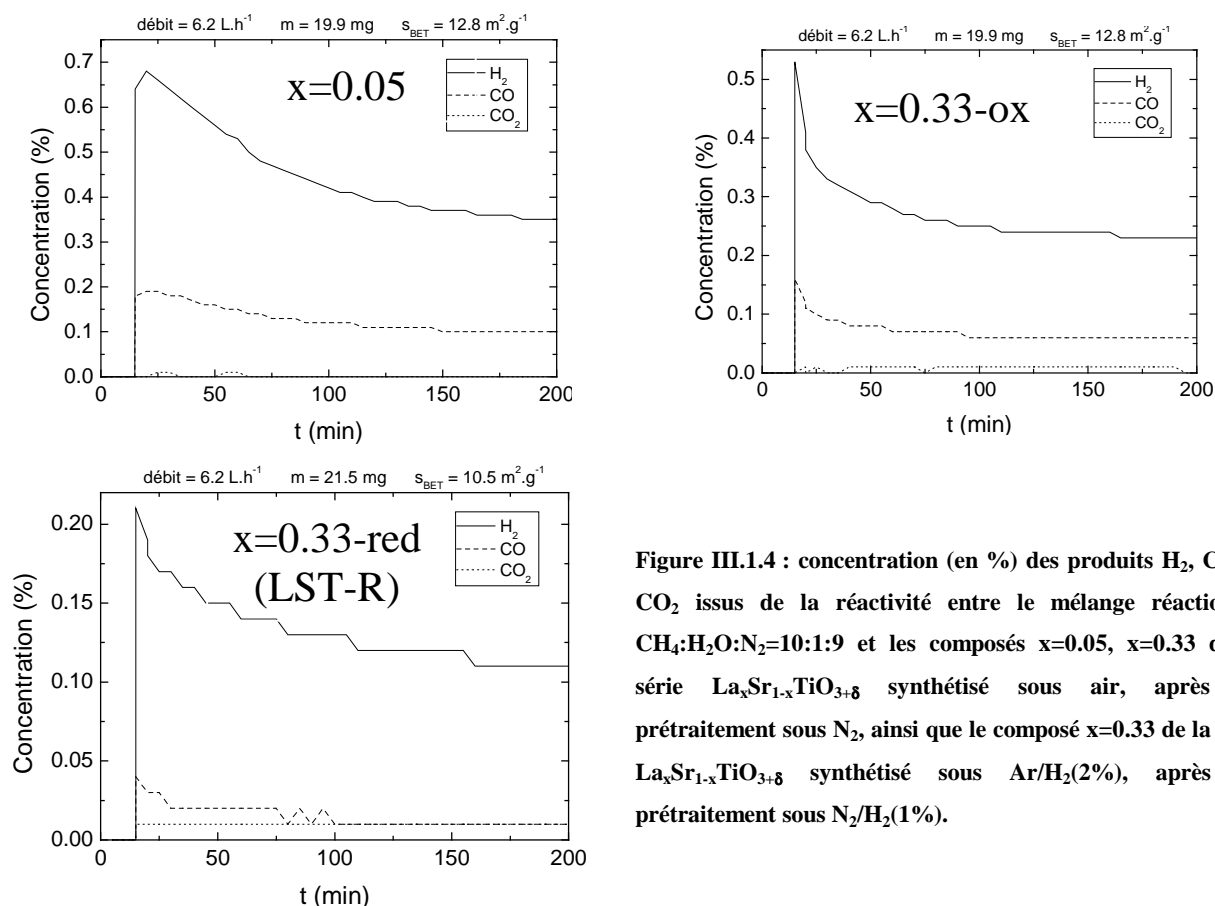 débit = 6.2 L.h⁻¹ m = 19.9 mg s_BET = 12.8 m².g⁻¹
x=0.05
H₂
CO
CO₂
0.7
0.6
0.5
0.4
0.3
0.2
0.1
0.0
Concentration (%)
0 50 100 150 200
t (min)
débit = 6.2 L.h⁻¹ m = 19.9 mg s_BET = 12.8 m².g⁻¹
x=0.33-ox
H₂
CO
CO₂
0.5
0.4
0.3
0.2
0.1
0.0
Concentration (%)
0 50 100 150 200
t (min)
débit = 6.2 L.h⁻¹ m = 21.5 mg s_BET = 10.5 m².g⁻¹
x=0.33-red
(LST-R)
H₂
CO
CO₂
0.20
0.15
0.10
0.05
0.00
Concentration (%)
0 50 100 150 200
t (min)
Figure III.1.4 : concentration (en %) des produits H₂, C
CO₂ issus de la réactivité entre le mélange réactio
CH₄:H₂O:N₂=10:1:9 et les composés x=0.05, x=0.33 d
série LaₓSr₁₋ₓTiO₃₊δ synthétisé sous air, après
prétraitement sous N₂, ainsi que le composé x=0.33 de la
LaₓSr₁₋ₓTiO₃₊δ synthétisé sous Ar/H₂(2%), après
prétraitement sous N₂/H₂(1%).